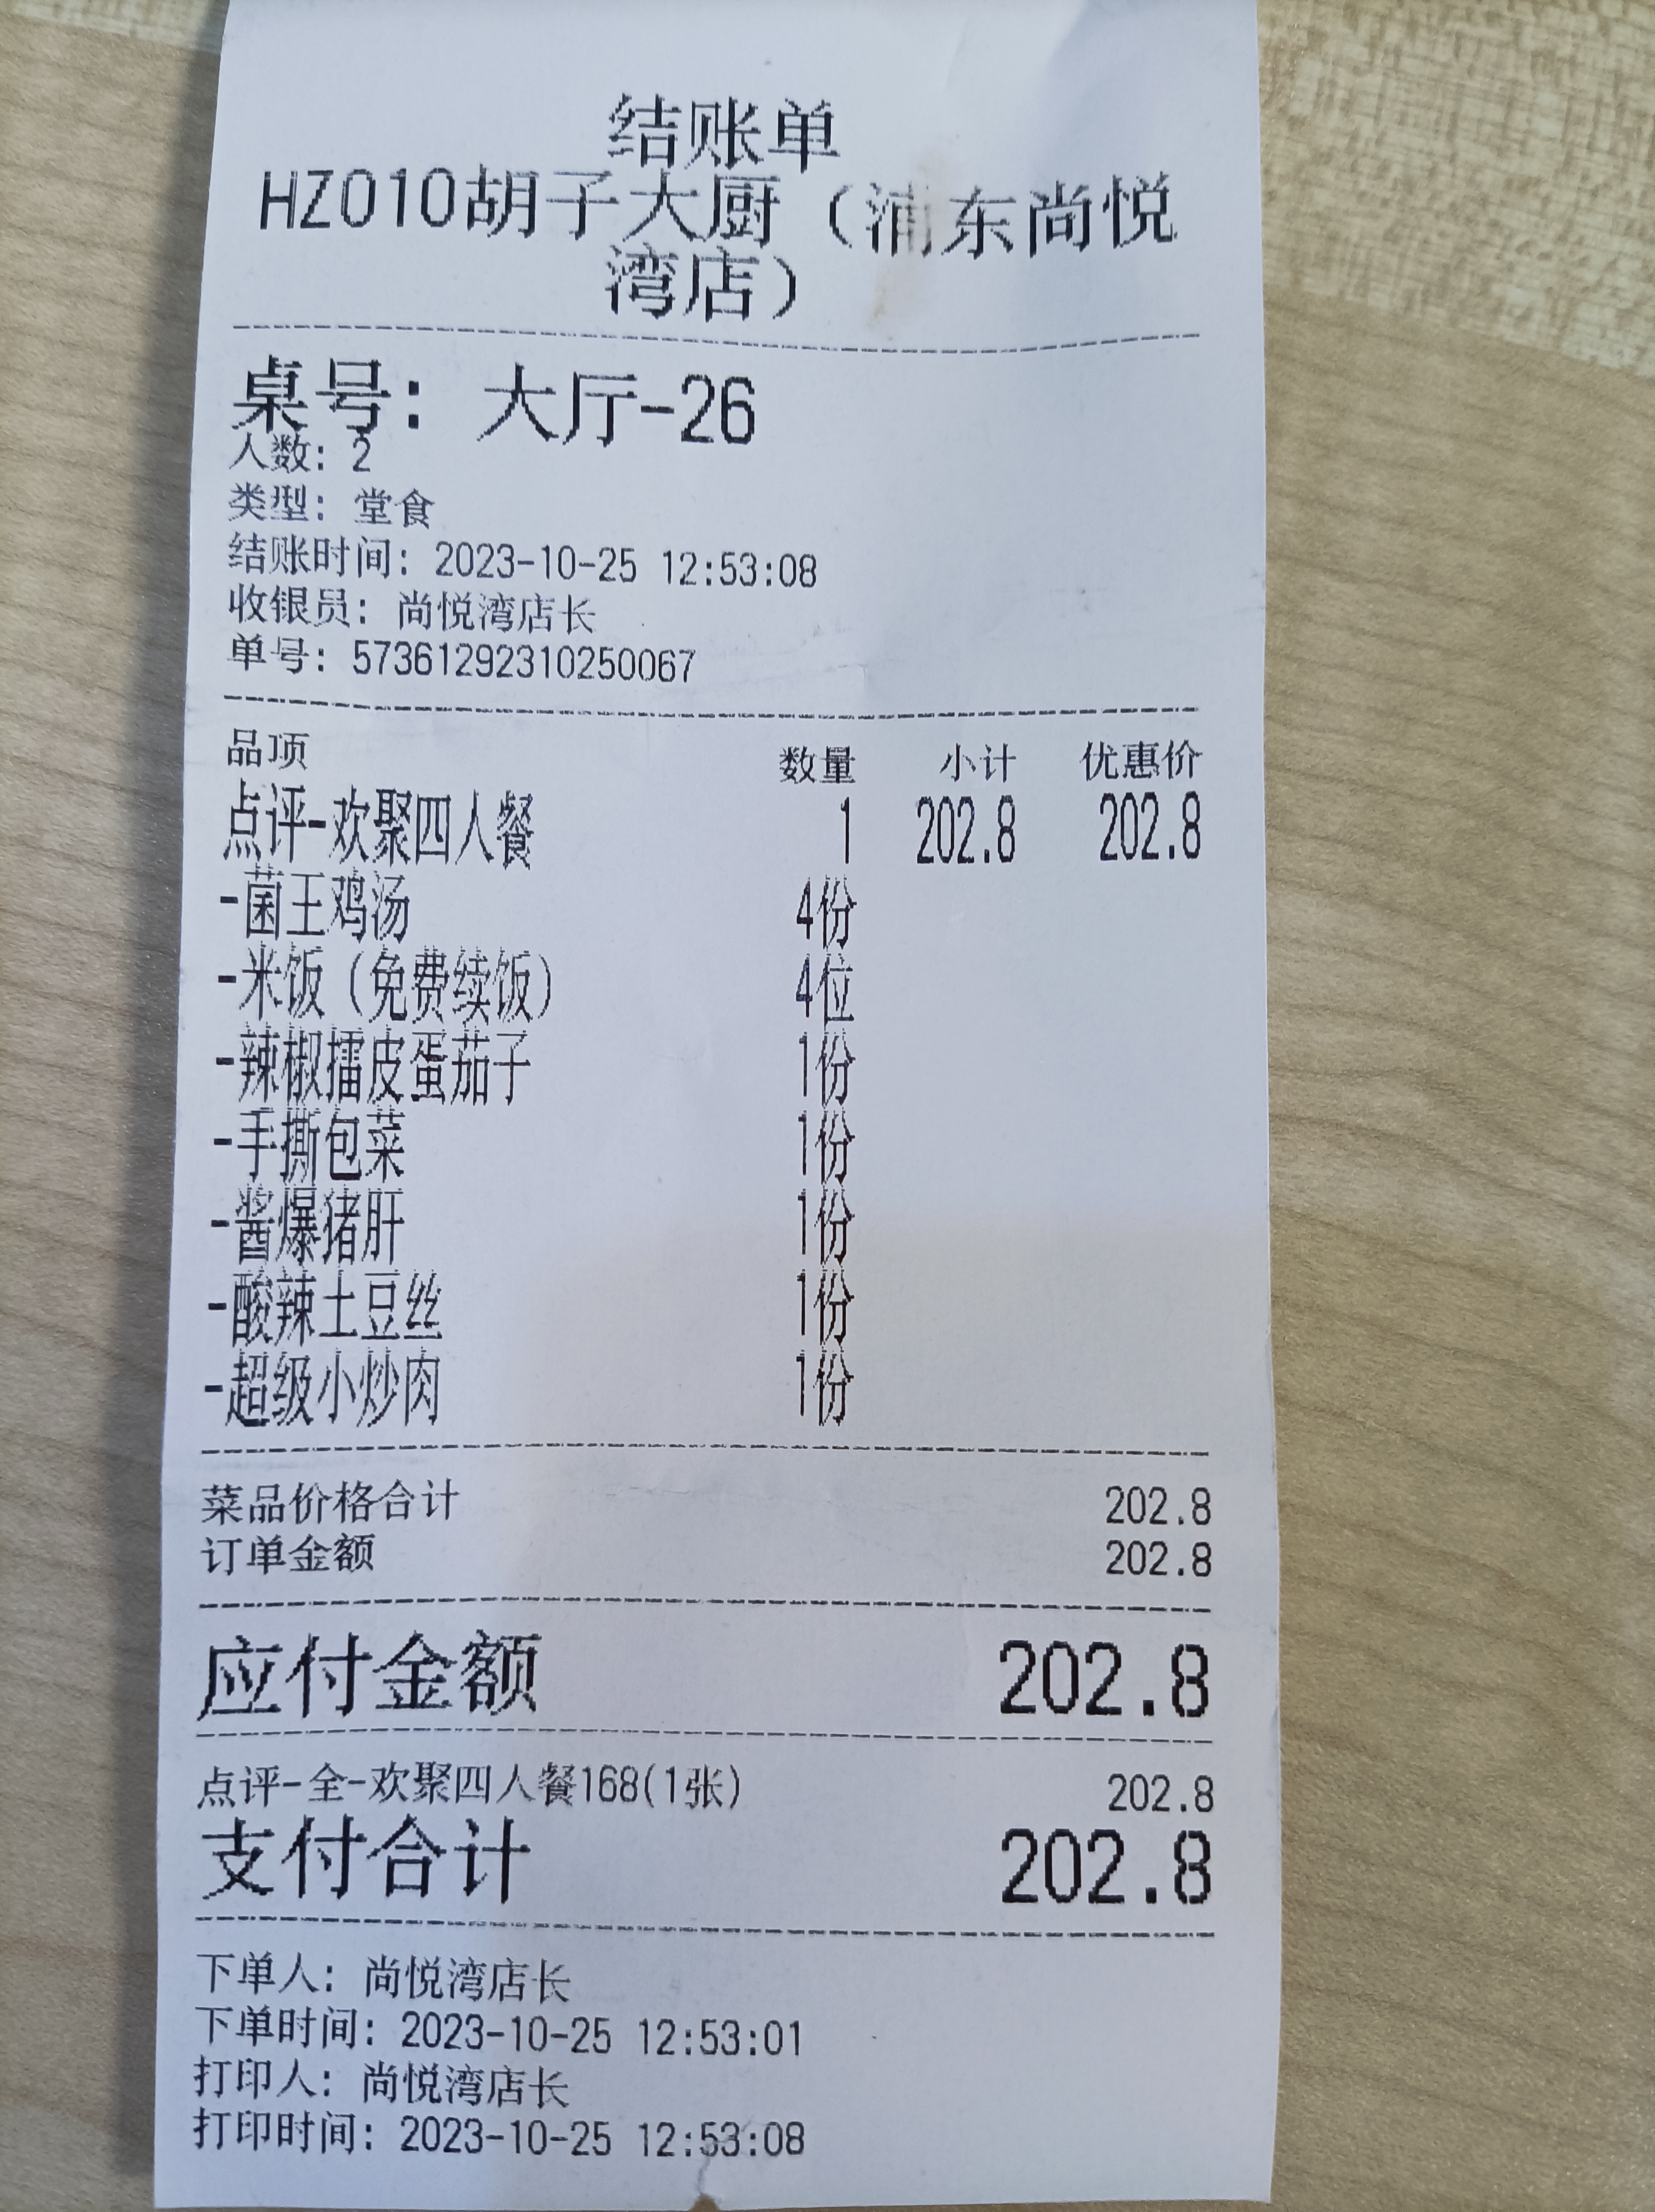 结账单
HZ010胡子大厨（浦东尚悦
湾店）
桌号：大厅-26
人数：2
类型：堂食
结账时间：2023-10-25 12:53:08
收银员：尚悦湾店长
单号：57361292310250067
品项 数量 小计 优惠价
点评-欢聚四人餐 1 202.8 202.8
-菌王鸡汤 4份
-米饭（免费续饭） 4位
-辣椒擂皮蛋茄子 1份
-手撕包菜 1份
-酱爆猪肝 1份
-酸辣土豆丝 1份
-超级小炒肉 1份
菜品价格合计 202.8
订单金额 202.8
应付金额 202.8
点评-全-欢聚四人餐168(1张) 202.8
支付合计 202.8
下单人：尚悦湾店长
下单时间：2023-10-25 12:53:01
打印人：尚悦湾店长
打印时间：2023-10-25 12:53:08